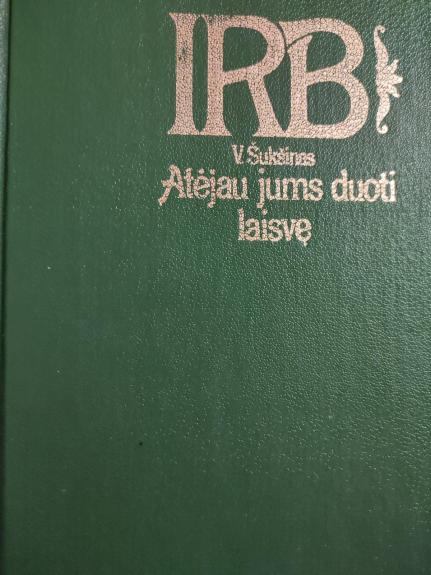 IRB
V. Šukšinas
Atėjau jums duoti
laisvę